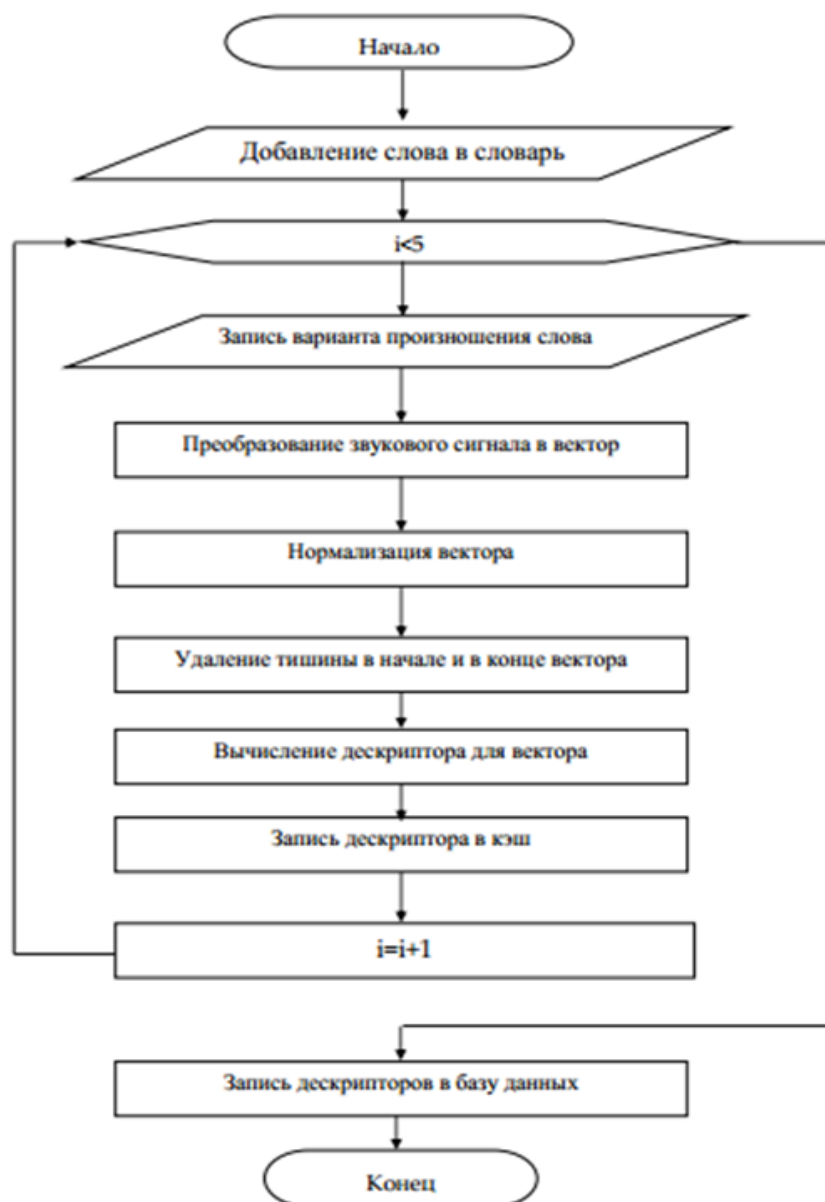 Начало
Добавление слова в словарь
i<5
Запись варианта произношения слова
Преобразование звукового сигнала в вектор
Нормализация вектора
Удаление тишины в начале и в конце вектора
Вычисление дескриптора для вектора
Запись дескриптора в кэш
i=i+1
Запись дескрипторов в базу данных
Конец